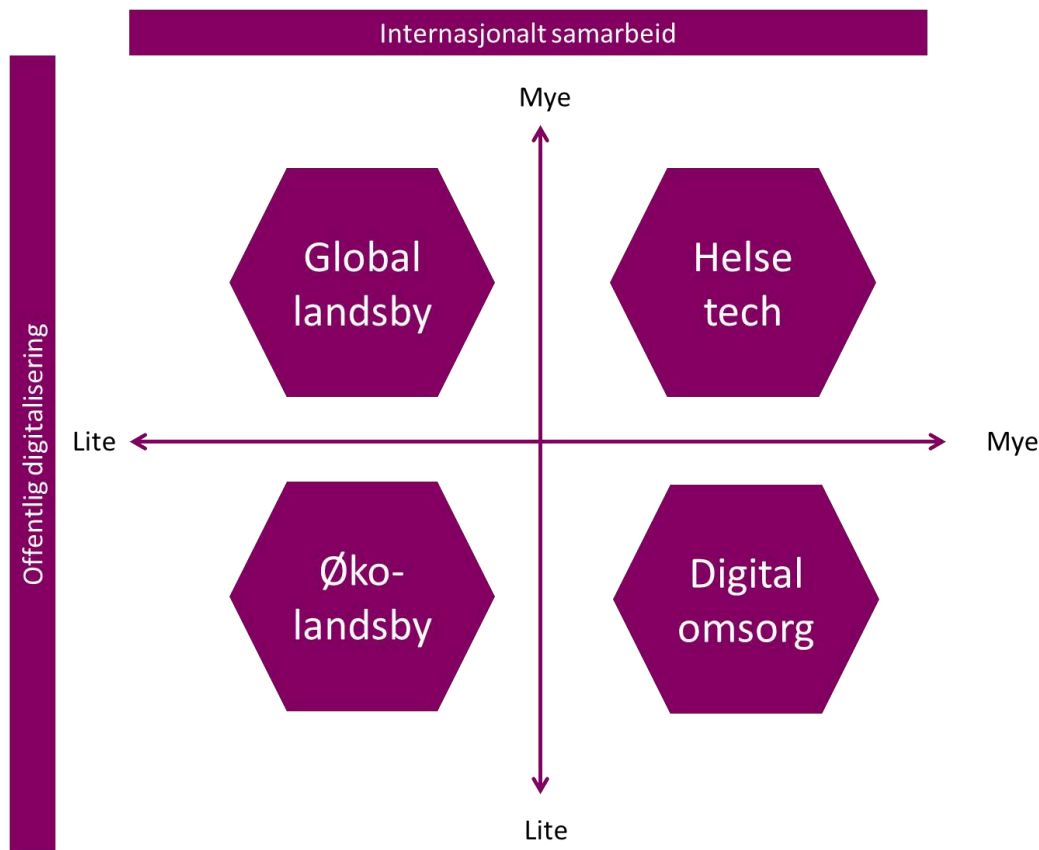 Internasjonalt samarbeid
Offentlig digitalisering
Mye
Global
landsby
Helse
tech
Lite
Mye
Øko-
landsby
Digital
omsorg
Lite